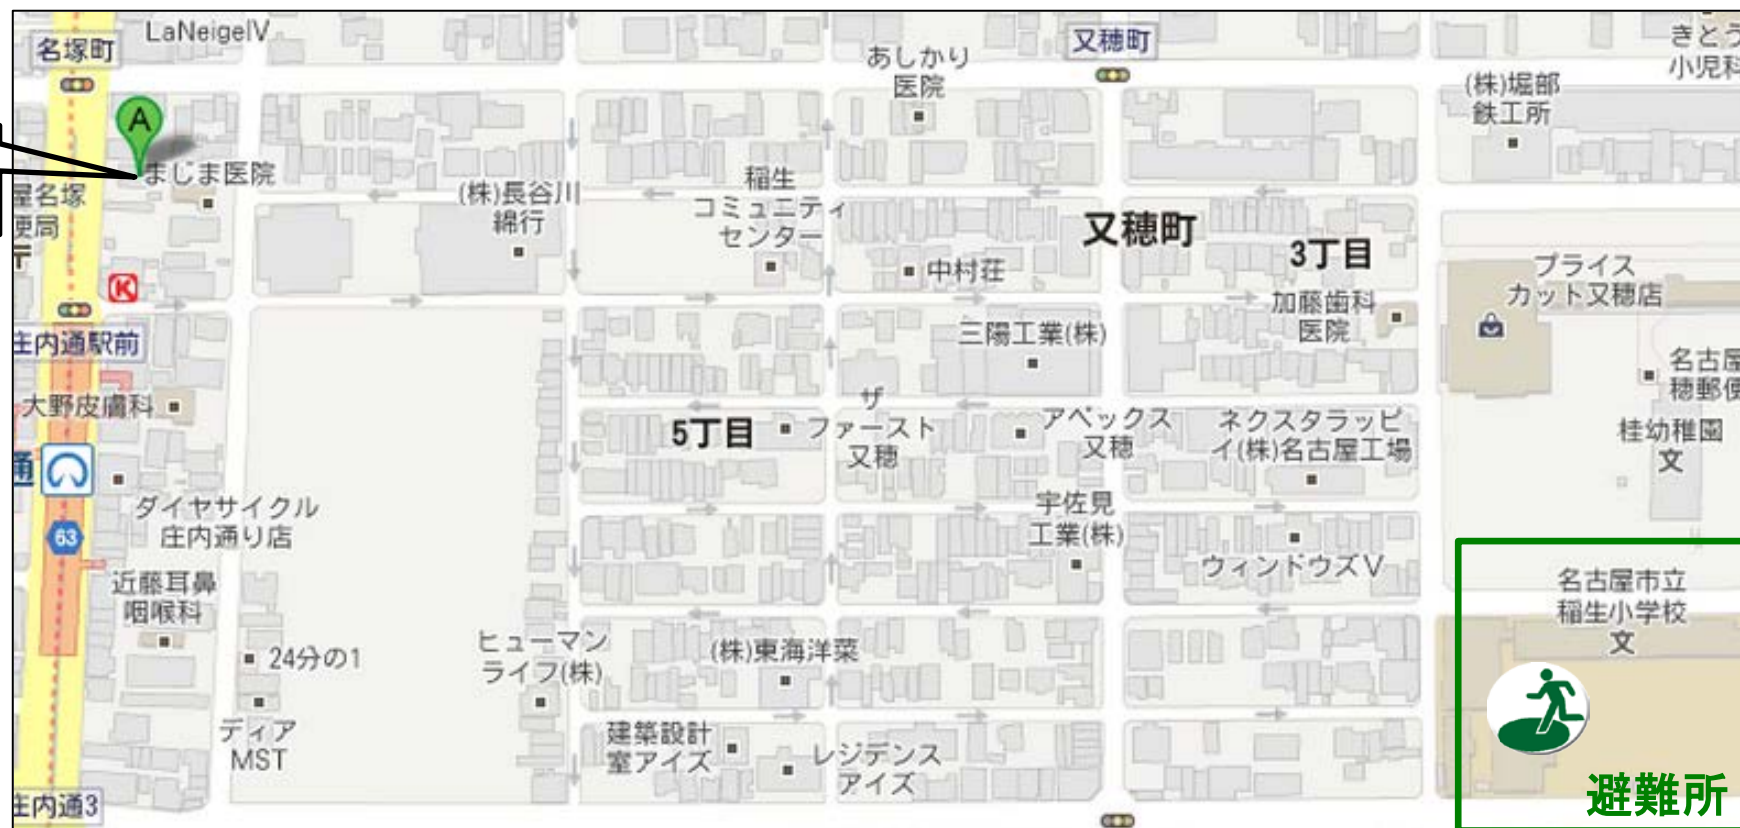 LaNeigeⅣ
名塚町
又穂町
きとう
小児科
あしかり
医院
(株)堀部
鉄工所
A
まじま医院
屋名塚
便局
〒
(株)長谷川
綿行
稲生
コミュニティ
センター
又穂町
3丁目
中村荘
プライス
カット又穂店
K
加藤歯科
医院
庄内通駅前
三陽工業(株)
名古屋
穂郵便
大野皮膚科
ザ
ファースト
又穂
5丁目
アペックス
又穂
ネクスタラッピ
イ(株)名古屋工場
桂幼稚園
文
通
ダイヤサイクル
庄内通り店
63
宇佐見
工業(株)
ウィンドウズⅤ
近藤耳鼻
咽喉科
名古屋市立
稲生小学校
文
24分の1
ヒューマン
ライフ(株)
(株)東海洋菜
ディア
MST
建築設計
室アイズ
レジデンス
アイズ
庄内通3
避難所